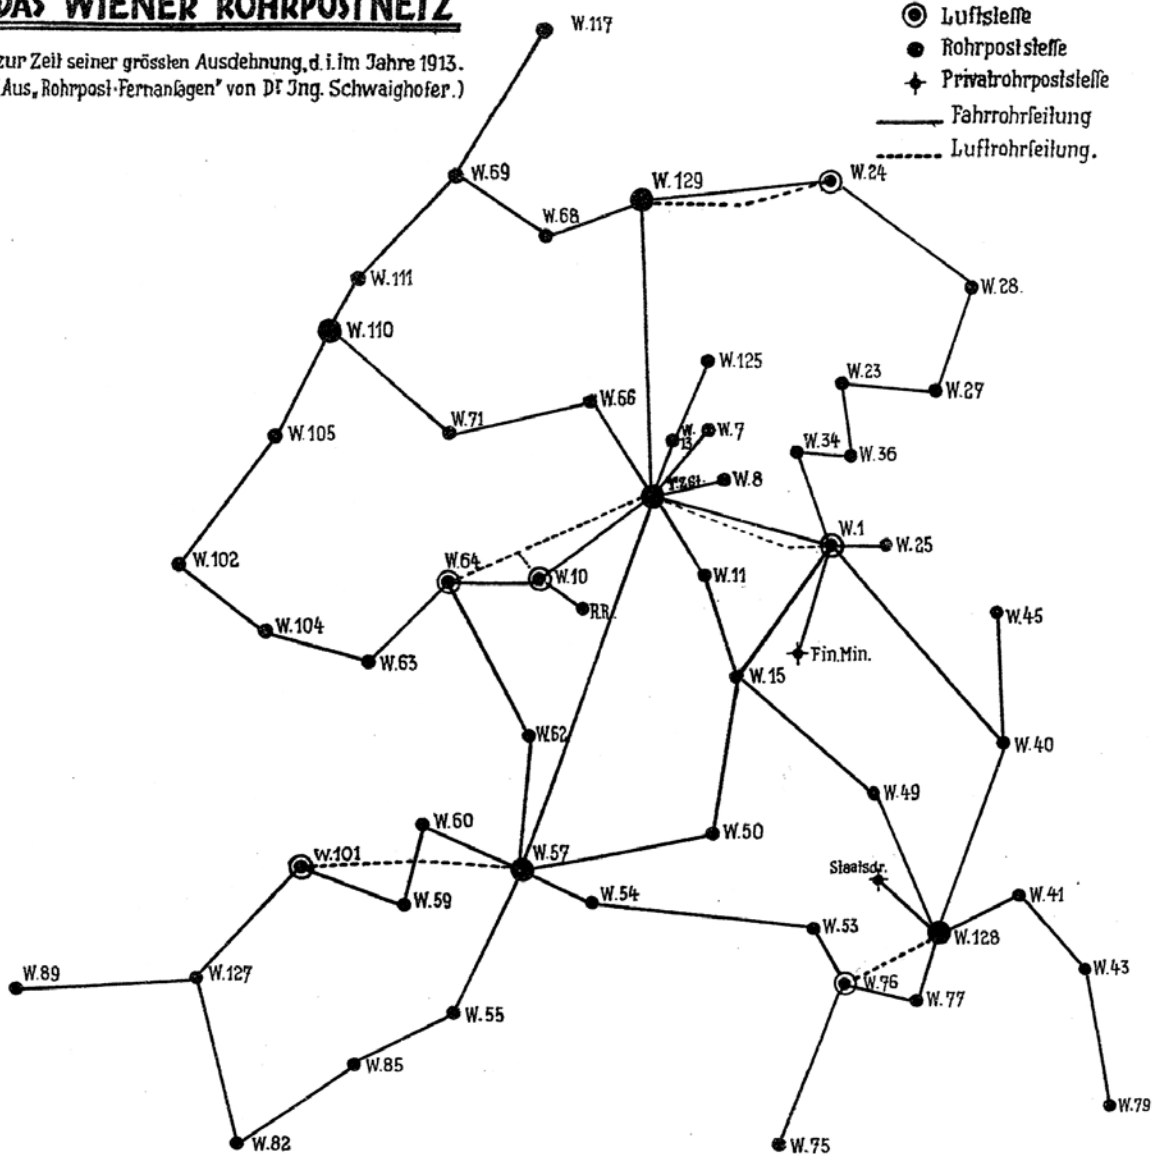 DAS WIENER ROHRPOSTNETZ
zur Zeit seiner grössten Ausdehnung, d. i. im Jahre 1913.
Aus „Rohrpost-Fernanlagen" von Dr Ing. Schwaighofer.)
Luftstelle
Rohrpoststelle
Privatrohrpoststelle
Fahrrohrleitung
Luftrohrleitung.
W.117
W.69
W.129
W.24
W.68
W.111
W.28.
W.110
W.125
W.23
W.27
W.66
W.71
W.105
W.13
W.7
W.34
W.36
T.Z.St.
W.8
W.1
W.25
W.102
W.64
W.10
W.11
R.R.
W.45
W.104
W.63
Fin.Min.
W.15
W.62
W.40
W.49
W.60
W.50
W.101
W.57
Staatsdr.
W.59
W.54
W.53
W.41
W.128
W.89
W.127
W.76
W.43
W.77
W.55
W.85
W.79
W.82
W.75